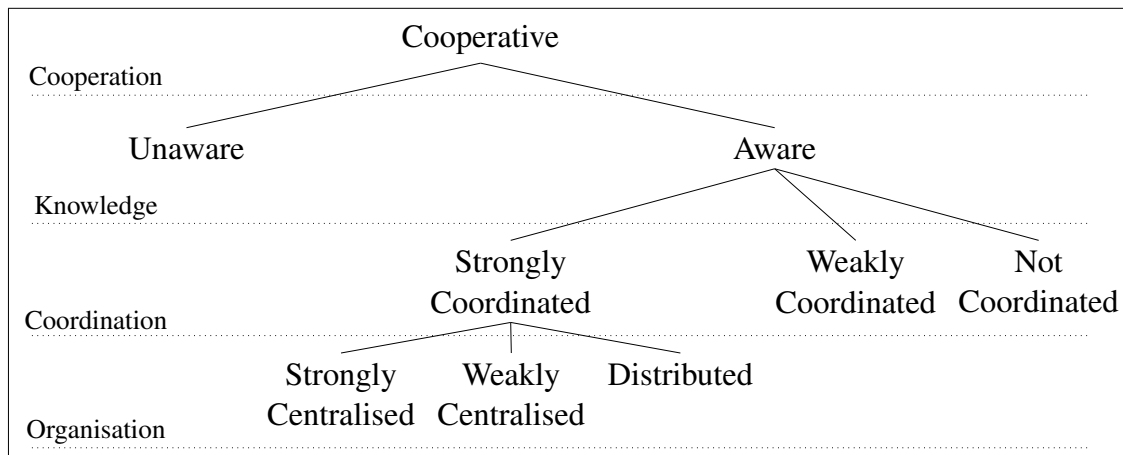 Cooperative
Cooperation
Unaware
Aware
Knowledge
Strongly
Coordinated
Weakly
Coordinated
Not
Coordinated
Coordination
Strongly
Centralised
Weakly
Centralised
Distributed
Organisation